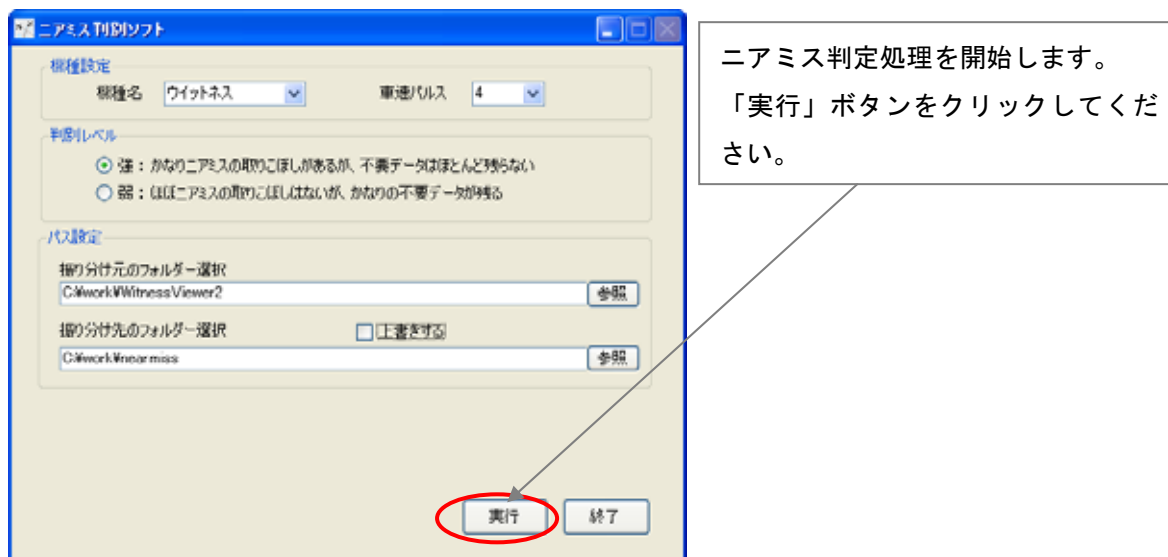 ニアミス判別ソフト
機種設定
機種名 ウイットネス 車速パルス 4
判別レベル
強：かなりニアミスの取りこぼしがあるが、不要データはほとんど残らない
弱：ほぼニアミスの取りこぼしはないが、かなりの不要データが残る
パス設定
振り分け元のフォルダー選択
C:¥work¥WitnessViewer2 参照
振り分け先のフォルダー選択 上書きする
C:¥work¥nearmiss 参照
実行 終了
ニアミス判定処理を開始します。
「実行」ボタンをクリックしてくだ
さい。